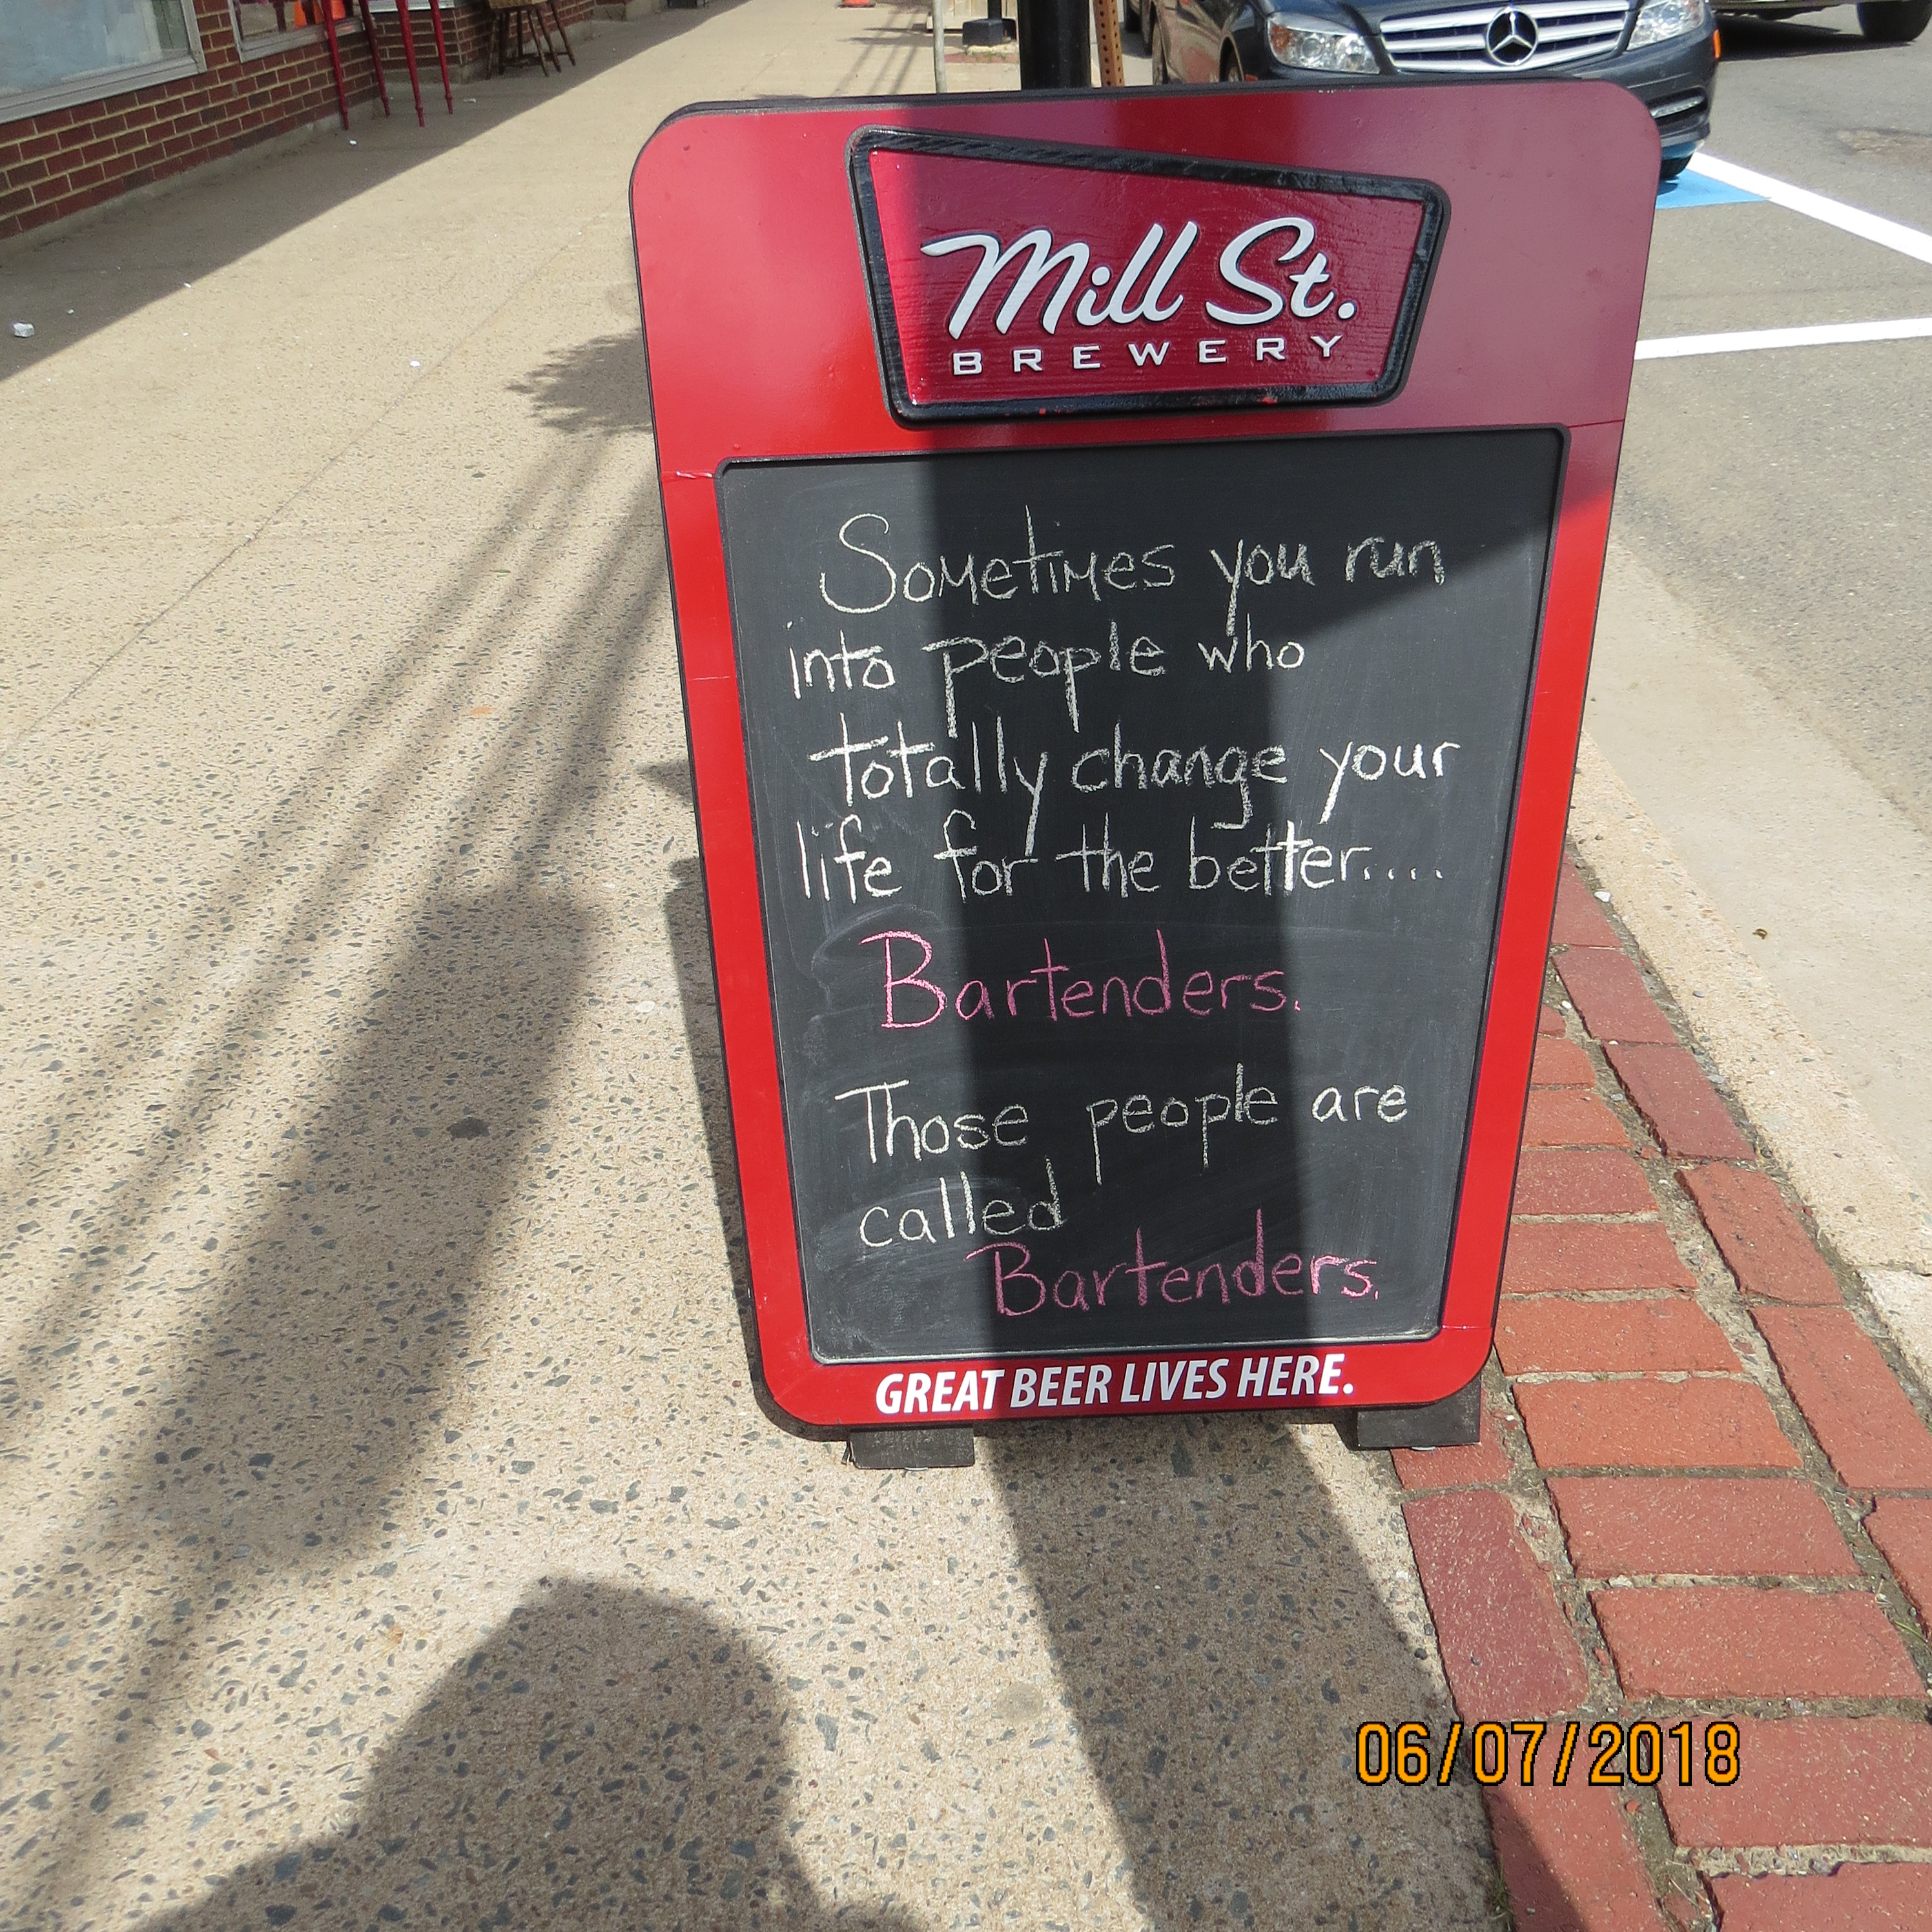 Mill St.
BREWERY
Sometimes you run
into people who
totally change your
life for the better....
Bartenders.
Those people are
called
Bartenders.
GREAT BEER LIVES HERE.
06/07/2018